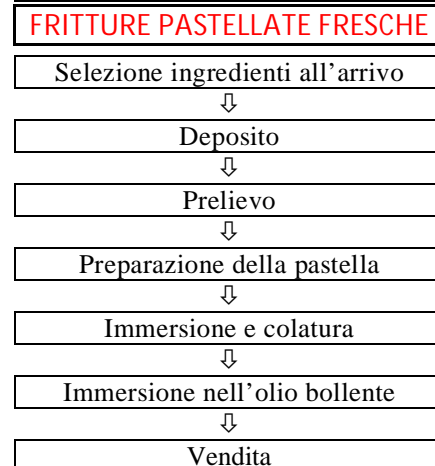 FRITTURE PASTELLATE FRESCHE
Selezione ingredienti all'arrivo
⇩
Deposito
⇩
Prelievo
⇩
Preparazione della pastella
⇩
Immersione e colatura
⇩
Immersione nell'olio bollente
⇩
Vendita